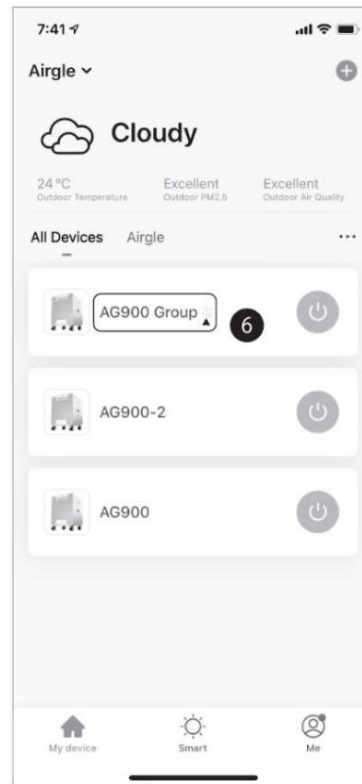 7:41
Airgle
Cloudy
24 °C Excellent Excellent
Outdoor Temperature Outdoor PM2.5 Outdoor Air Quality
All Devices Airgle ...
AG900 Group 6
AG900-2
AG900
My device Smart Me